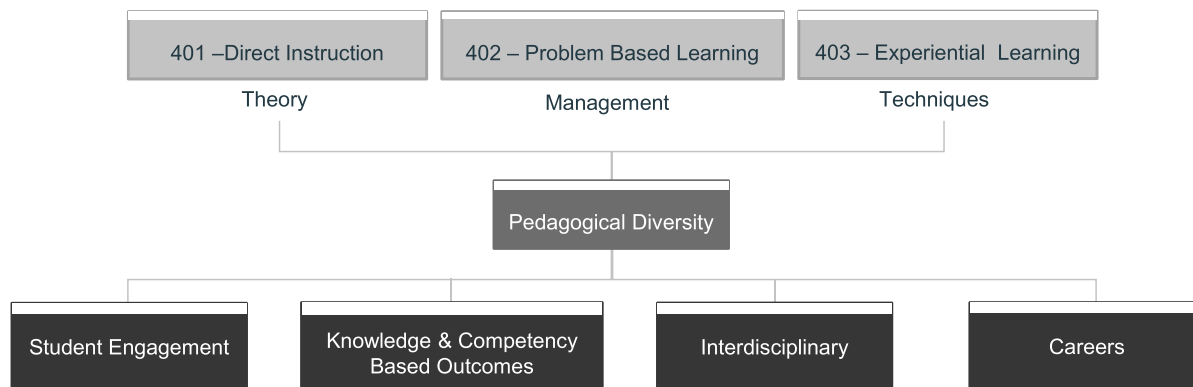 401 –Direct Instruction
402 – Problem Based Learning
403 – Experiential Learning
Theory
Management
Techniques
Pedagogical Diversity
Student Engagement
Knowledge & Competency
Based Outcomes
Interdisciplinary
Careers